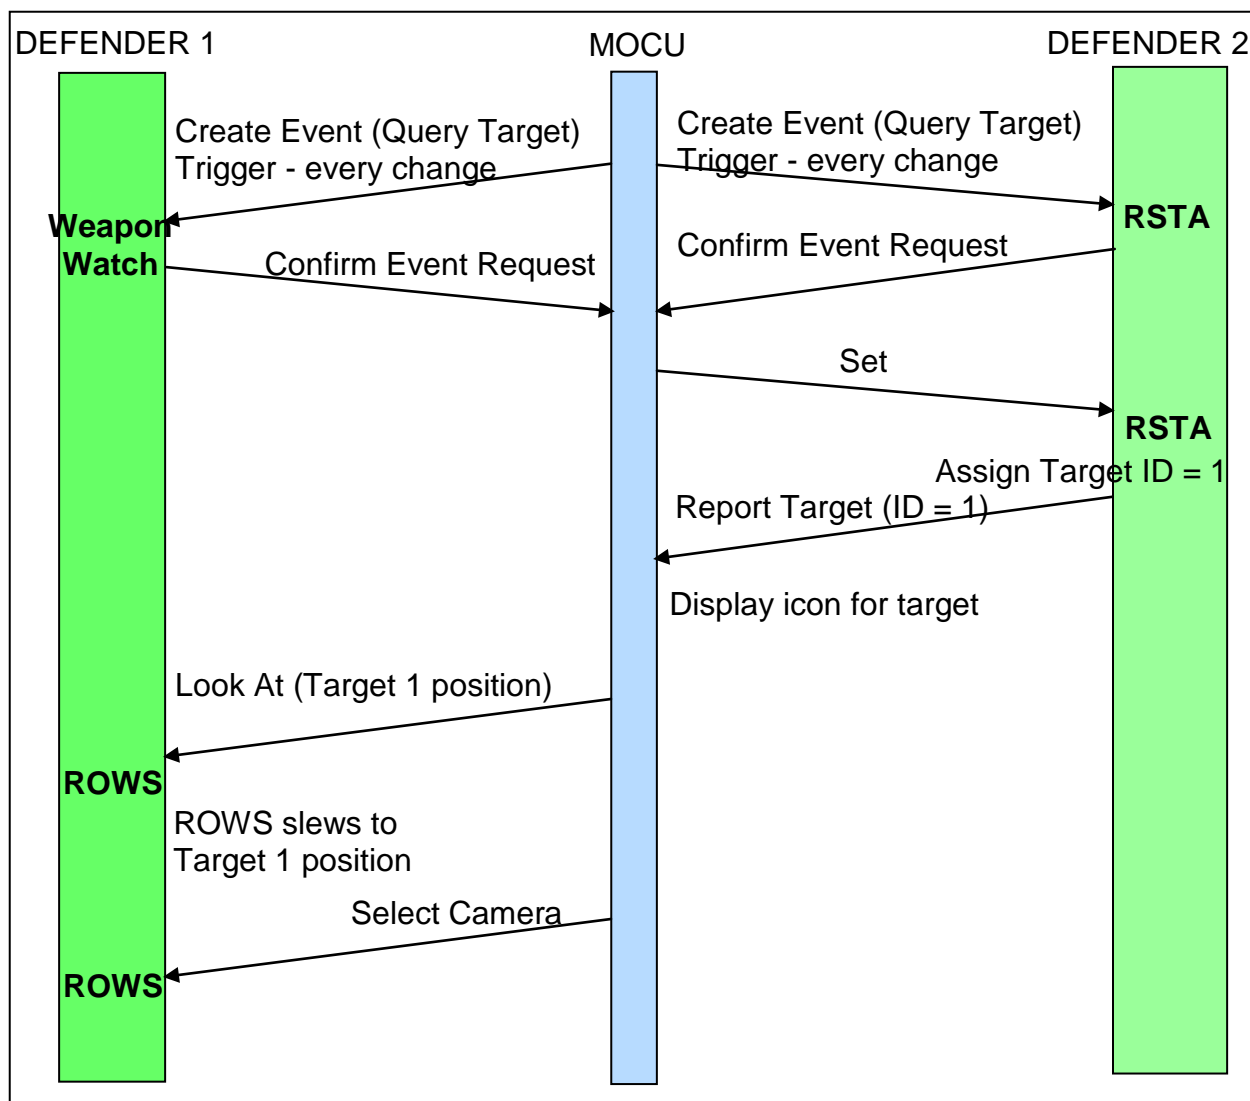 DEFENDER 1
MOCU
DEFENDER 2
Create Event (Query Target)
Trigger - every change
Create Event (Query Target)
Trigger - every change
Weapon
Watch
RSTA
Confirm Event Request
Confirm Event Request
Set
RSTA
Assign Target ID = 1
Report Target (ID = 1)
Display icon for target
Look At (Target 1 position)
ROWS
ROWS slews to
Target 1 position
Select Camera
ROWS